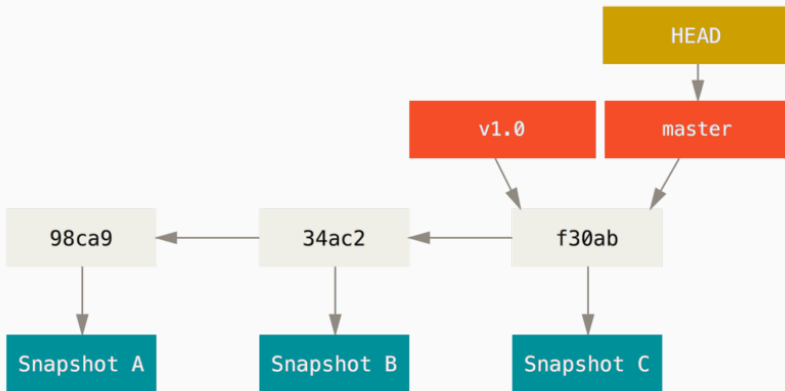 HEAD
v1.0
master
98ca9
34ac2
f30ab
Snapshot A
Snapshot B
Snapshot C